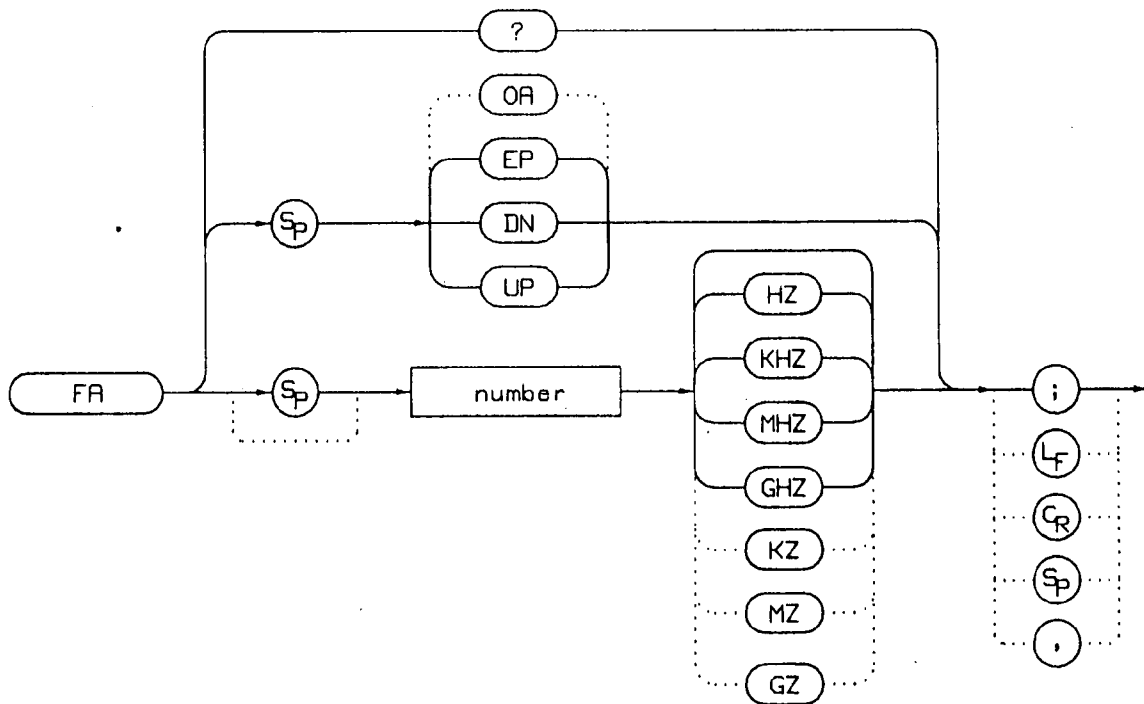 ?
OA
EP
SP
DN
UP
HZ
KHZ
FA
SP
number
;
MHZ
LF
GHZ
CR
KZ
SP
MZ
,
GZ